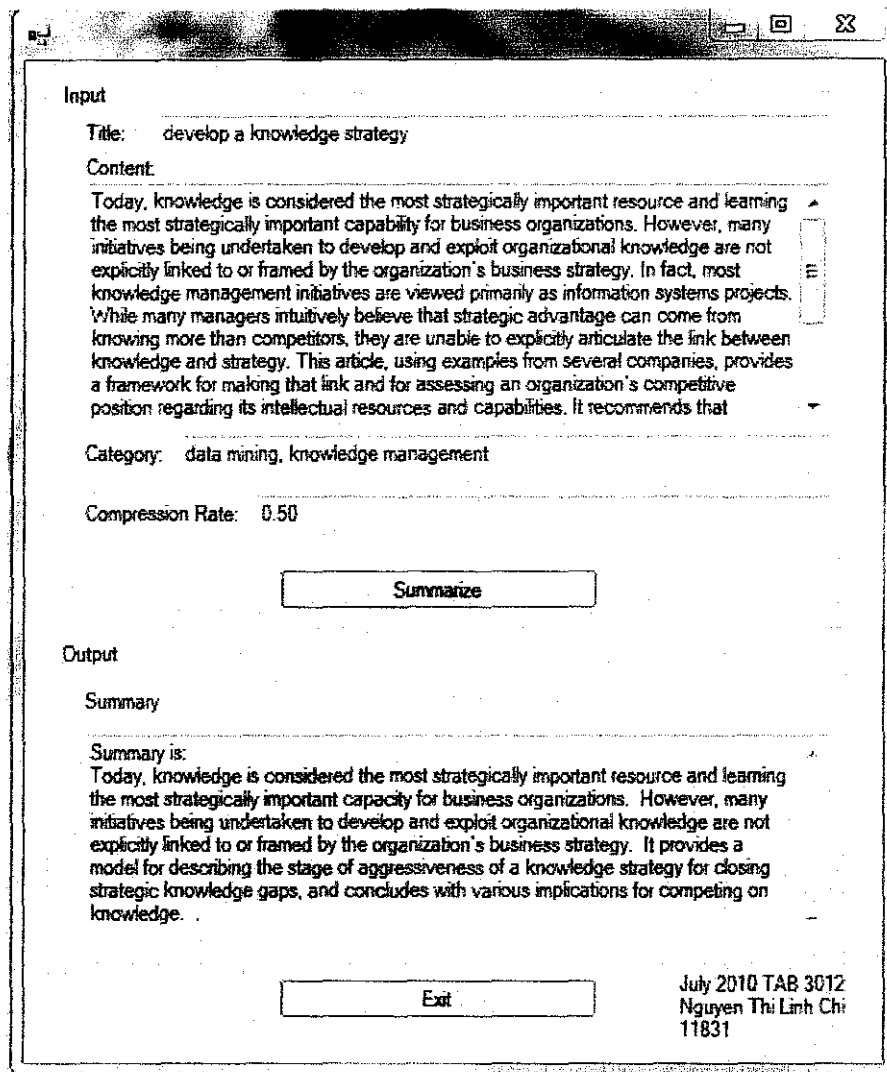 Input
Title: develop a knowledge strategy
Content:
Today, knowledge is considered the most strategically important resource and learning
the most strategically important capability for business organizations. However, many
initiatives being undertaken to develop and exploit organizational knowledge are not
explicitly linked to or framed by the organization's business strategy. In fact, most
knowledge management initiatives are viewed primarily as information systems projects.
While many managers intuitively believe that strategic advantage can come from
knowing more than competitors, they are unable to explicitly articulate the link between
knowledge and strategy. This article, using examples from several companies, provides
a framework for making that link and for assessing an organization's competitive
position regarding its intellectual resources and capabilities. It recommends that
Category: data mining, knowledge management
Compression Rate: 0.50
Summarize
Output
Summary
Summary is:
Today, knowledge is considered the most strategically important resource and learning
the most strategically important capacity for business organizations. However, many
initiatives being undertaken to develop and exploit organizational knowledge are not
explicitly linked to or framed by the organization's business strategy. It provides a
model for describing the stage of aggressiveness of a knowledge strategy for closing
strategic knowledge gaps, and concludes with various implications for competing on
knowledge. .
Exit
July 2010 TAB 3012
Nguyen Thi Linh Chi
11831